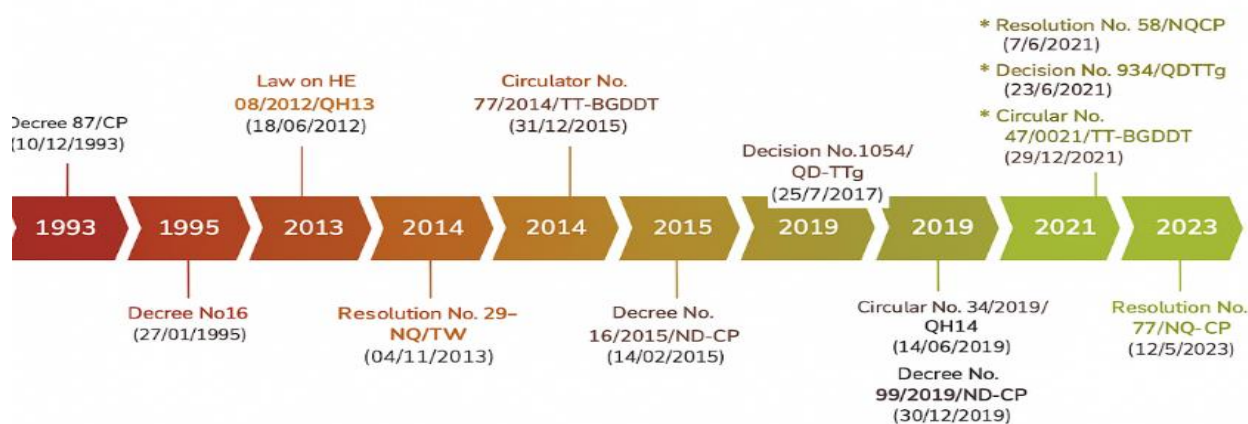 * Resolution No. 58/NQCP
(7/6/2021)
* Decision No. 934/QDTTg
(23/6/2021)
* Circular No.
47/0021/TT-BGDDT
(29/12/2021)
Law on HE
08/2012/QH13
(18/06/2012)
Circulator No.
77/2014/TT-BGDDT
(31/12/2015)
Decree 87/CP
(10/12/1993)
Decision No.1054/
QD-TTg
(25/7/2017)
1993
1995
2013
2014
2014
2015
2019
2019
2021
2023
Decree No16
(27/01/1995)
Resolution No. 29–
NQ/TW
(04/11/2013)
Decree No.
16/2015/ND-CP
(14/02/2015)
Circular No. 34/2019/
QH14
(14/06/2019)
Decree No.
99/2019/ND-CP
(30/12/2019)
Resolution No.
77/NQ-CP
(12/5/2023)